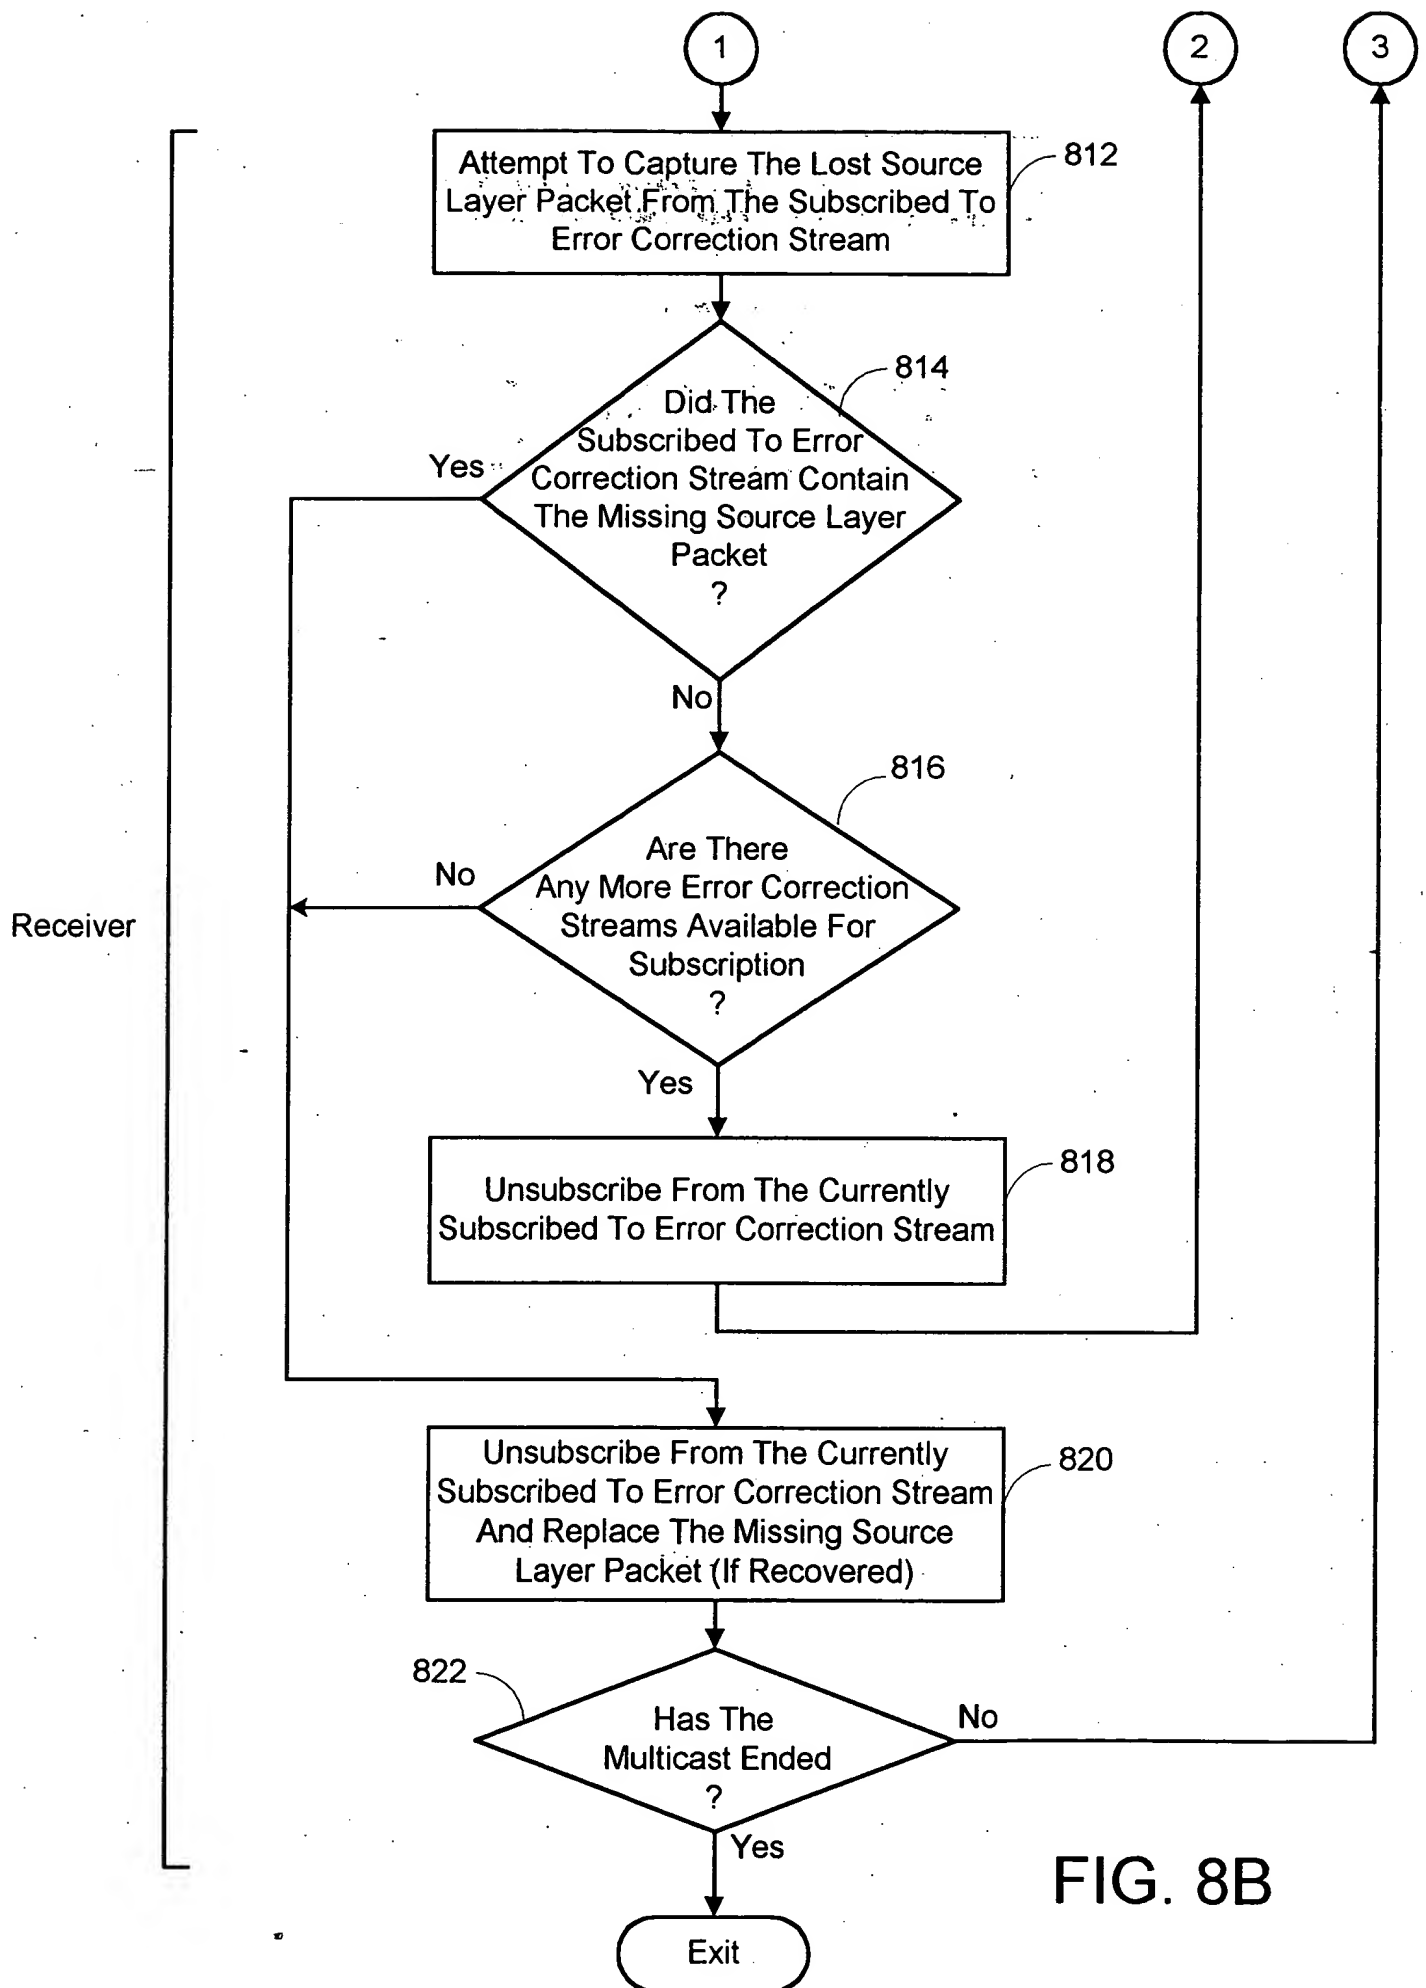 1
2
3
Attempt To Capture The Lost Source
Layer Packet From The Subscribed To
Error Correction Stream
812
814
Did The
Subscribed To Error
Correction Stream Contain
The Missing Source Layer
Packet
?
Yes
No
816
Are There
Any More Error Correction
Streams Available For
Subscription
?
No
Receiver
Yes
818
Unsubscribe From The Currently
Subscribed To Error Correction Stream
820
Unsubscribe From The Currently
Subscribed To Error Correction Stream
And Replace The Missing Source
Layer Packet (If Recovered)
822
Has The
Multicast Ended
?
No
Yes
Exit
FIG. 8B